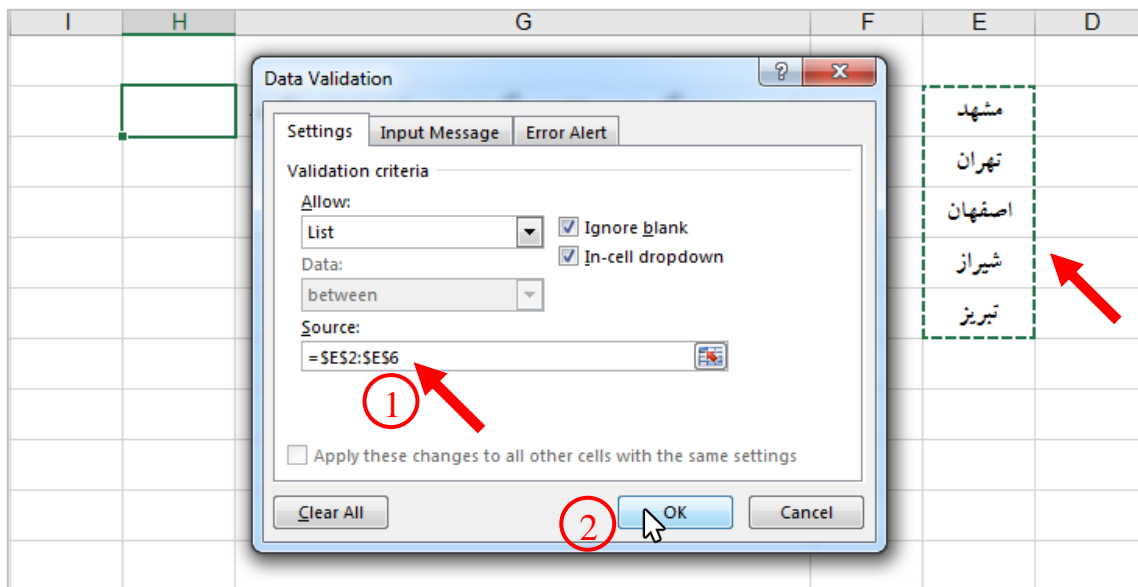 I H G F E D
Data Validation
Settings Input Message Error Alert
Validation criteria
Allow:
List
Ignore blank
In-cell dropdown
Data:
between
Source:
=$E$2:$E$6
1
Apply these changes to all other cells with the same settings
Clear All
2
OK
Cancel
مشهد
تهران
اصفهان
شیراز
تبریز